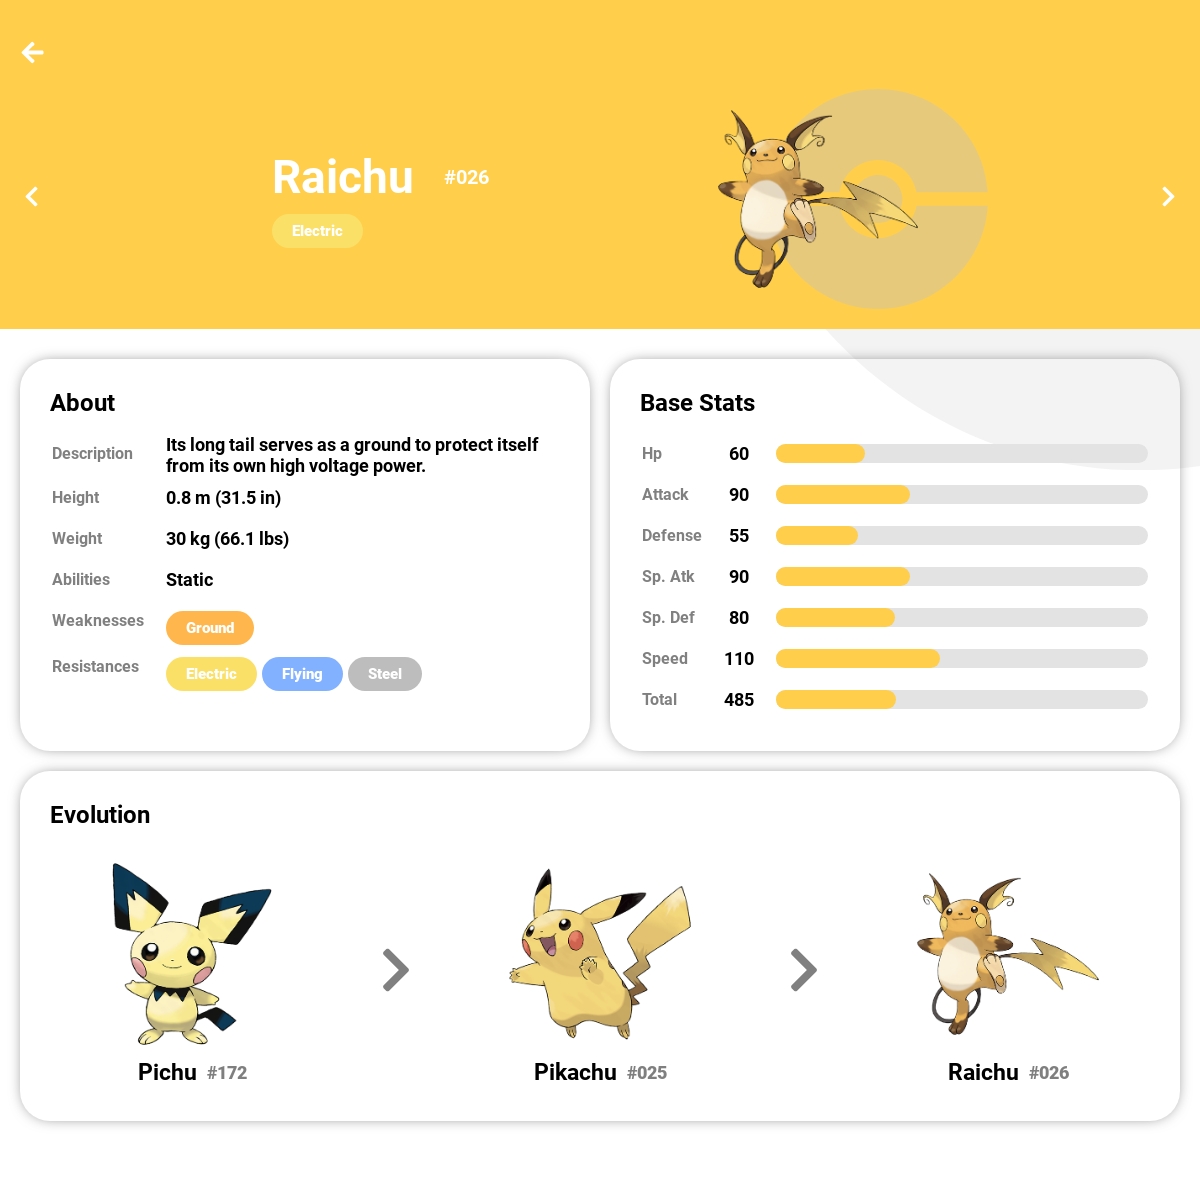 Raichu #026
Electric
About
Description Its long tail serves as a ground to protect itself
from its own high voltage power.
Height 0.8 m (31.5 in)
Weight 30 kg (66.1 lbs)
Abilities Static
Weaknesses Ground
Resistances Electric Flying Steel
Base Stats
Hp 60
Attack 90
Defense 55
Sp. Atk 90
Sp. Def 80
Speed 110
Total 485
Evolution
Pichu #172
Pikachu #025
Raichu #026